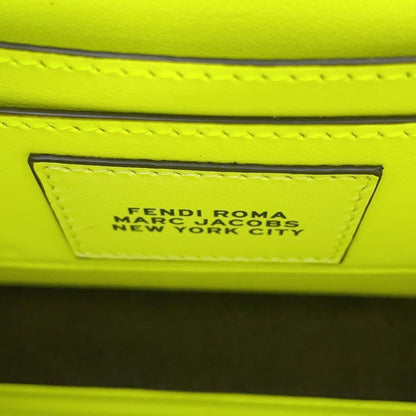 FENDI ROMA
MARC JACOBS
NEW YORK CITY